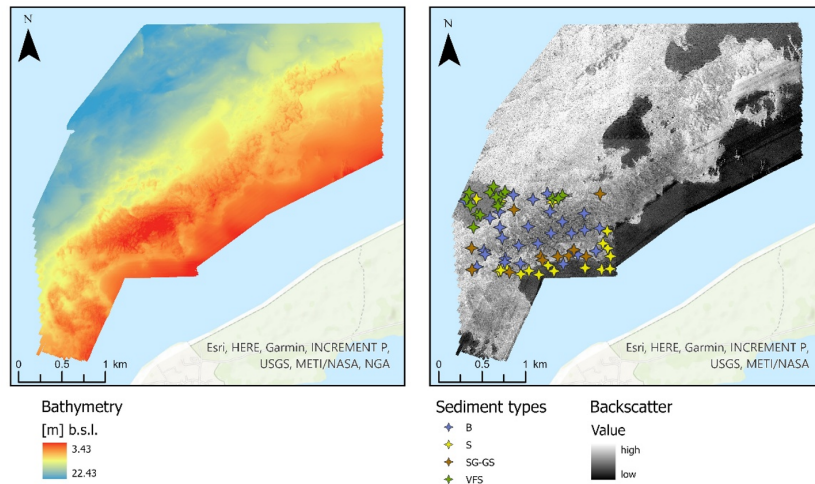 N
Esri, HERE, Garmin, INCREMENT P,
USGS, METI/NASA, NGA
0 0.5 1 km
Bathymetry
[m] b.s.l.
3.43
22.43
N
Esri, HERE, Garmin, INCREMENT P,
USGS, METI/NASA
0 0.5 1 km
Sediment types
B
S
SG-GS
VFS
Backscatter
Value
high
low